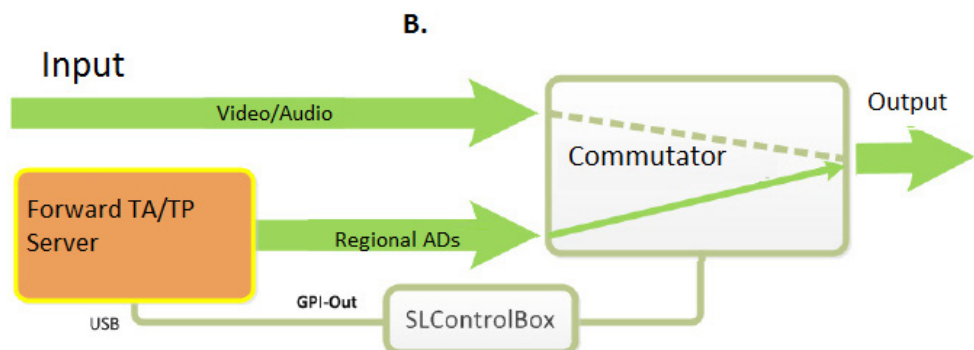 B.
Input
Video/Audio
Output
Commutator
Forward TA/TP
Server
Regional ADs
GPI-Out
USB
SLControlBox